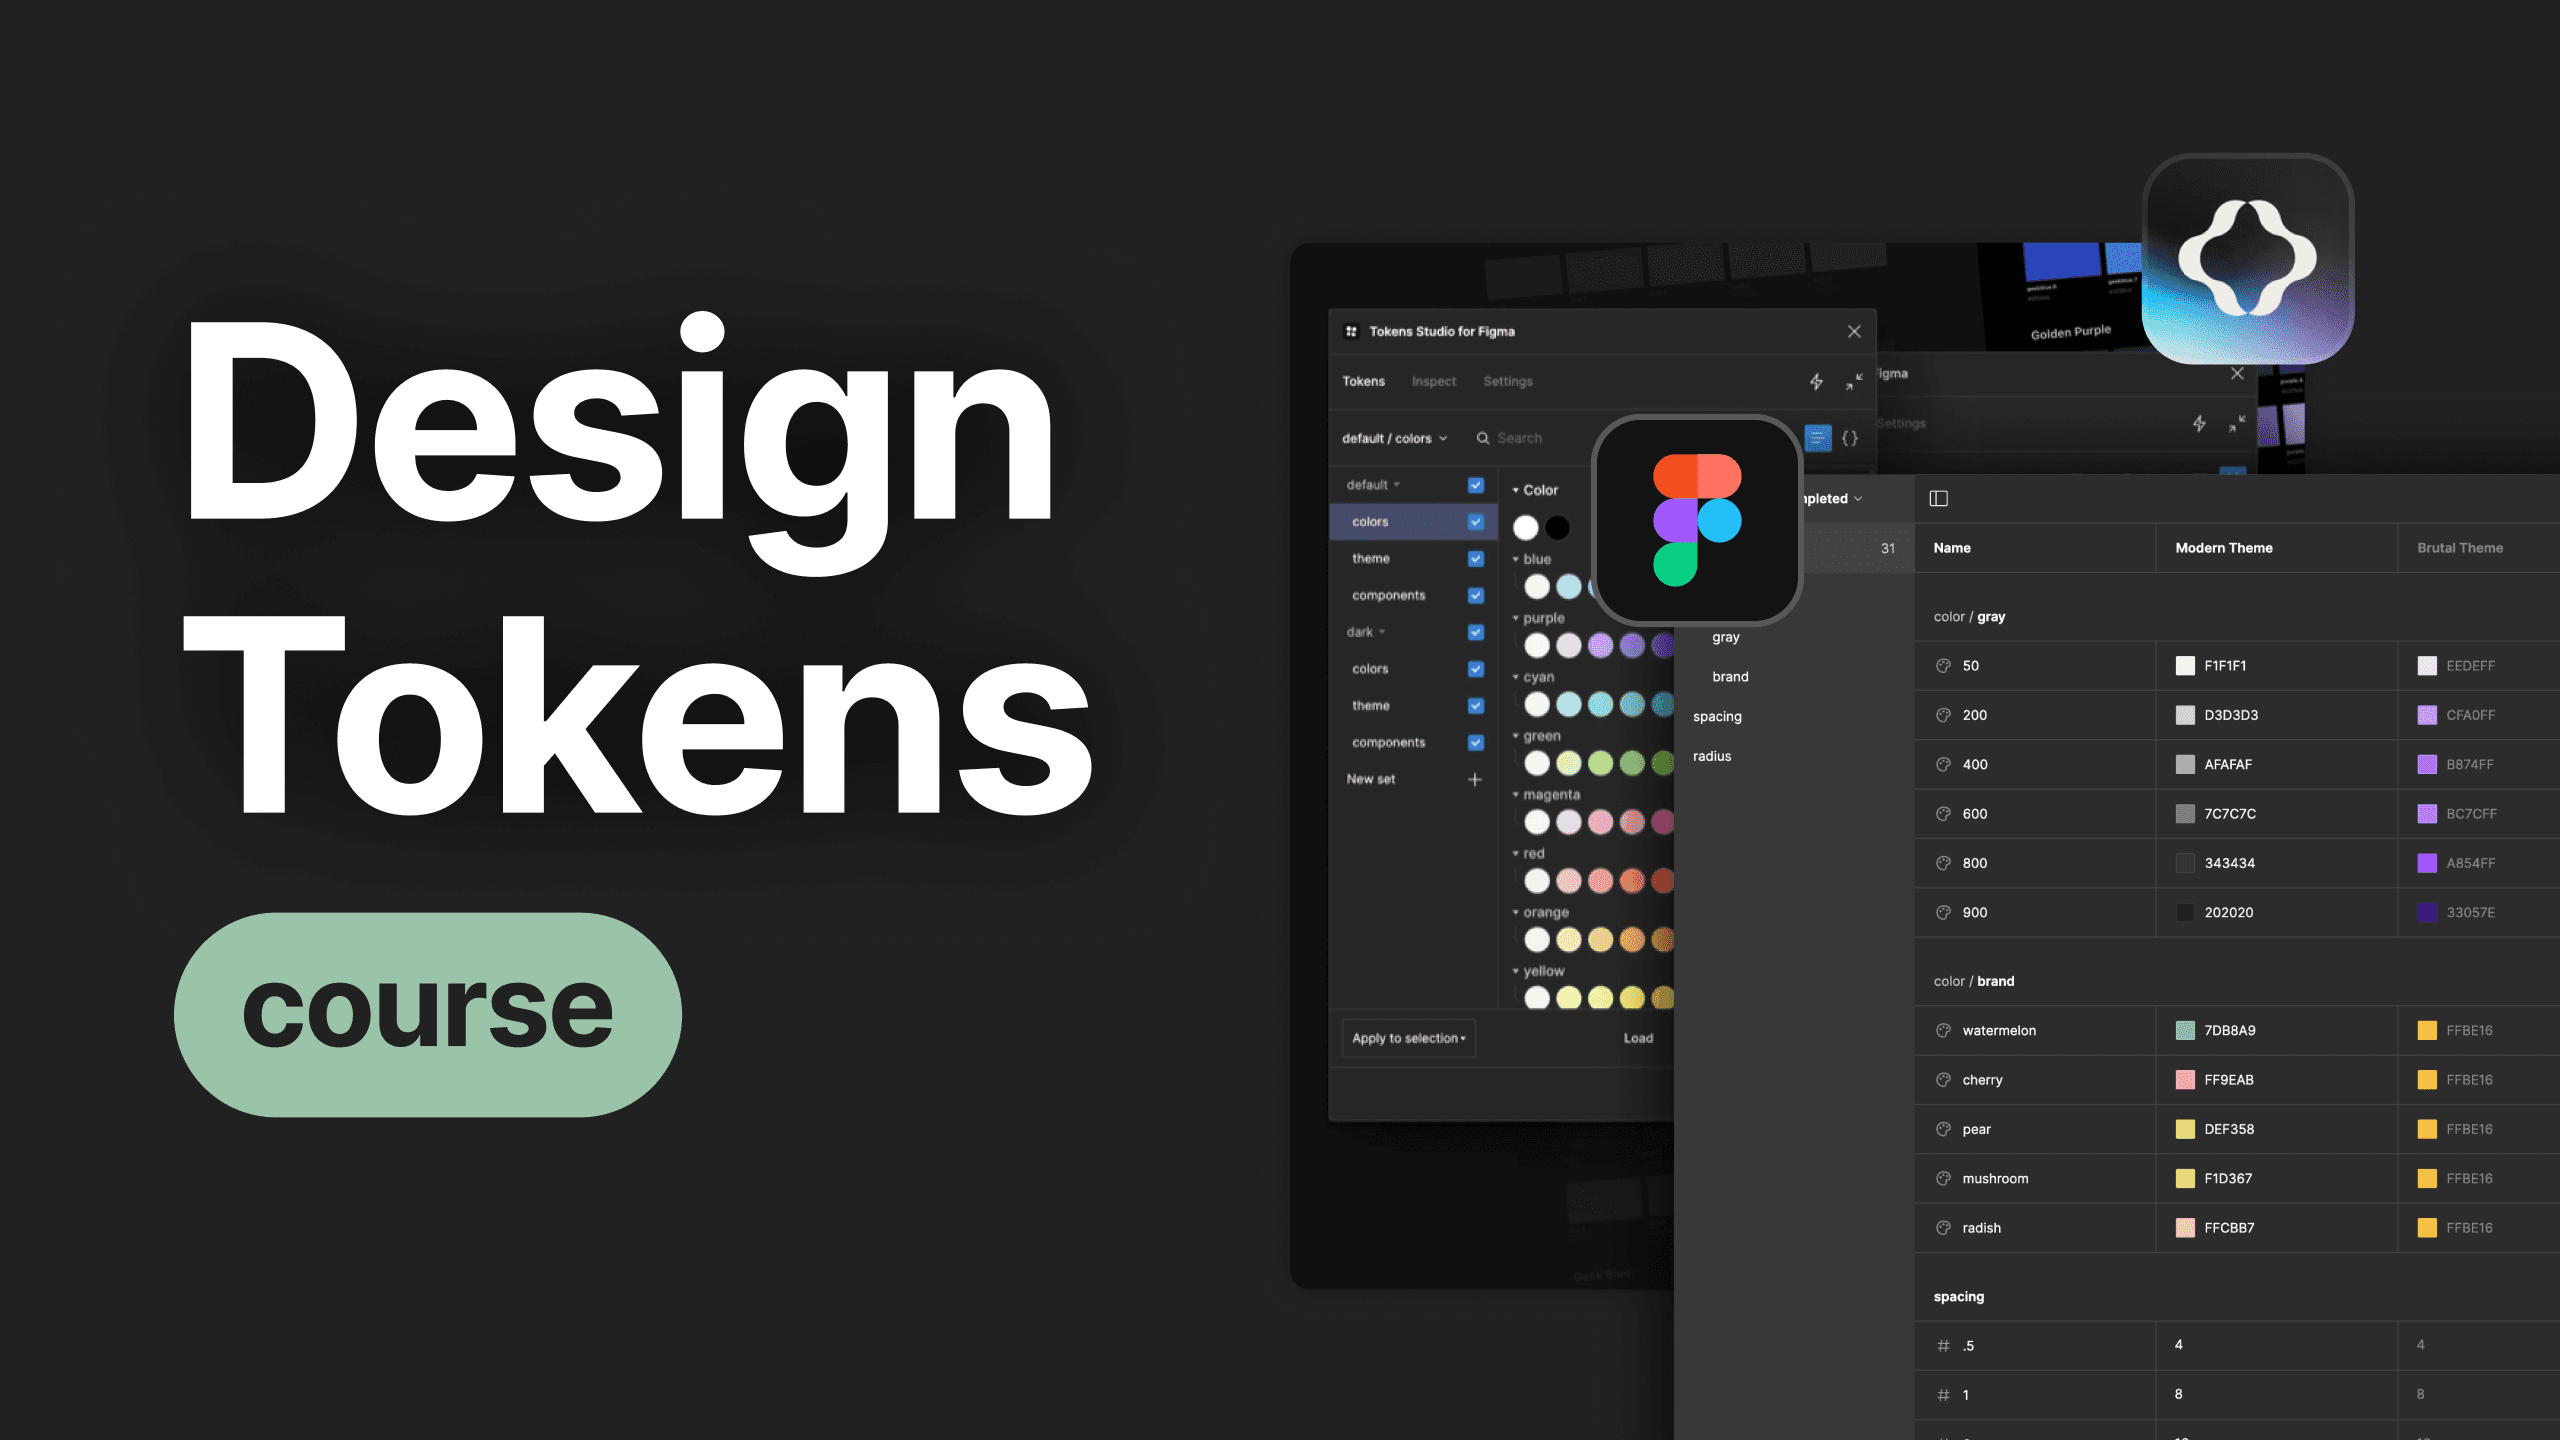 Design
Tokens
course
Golden Purple
Tokens Studio for Figma
Tokens Inspect Settings
default / colors Search
default
colors
theme
components
dark
colors
theme
components
New set
Color
blue
purple
cyan
green
magenta
red
orange
yellow
Apply to selection Load
Settings
31
gray
brand
spacing
radius
Name Modern Theme Brutal Theme
color / gray
50 F1F1F1 EEDEFF
200 D3D3D3 CFA0FF
400 AFAFAF B874FF
600 7C7C7C BC7CFF
800 343434 A854FF
900 202020 33057E
color / brand
watermelon 7DB8A9 FFBE16
cherry FF9EAB FFBE16
pear DEF358 FFBE16
mushroom F1D367 FFBE16
radish FFCBB7 FFBE16
spacing
.5 4 4
1 8 8